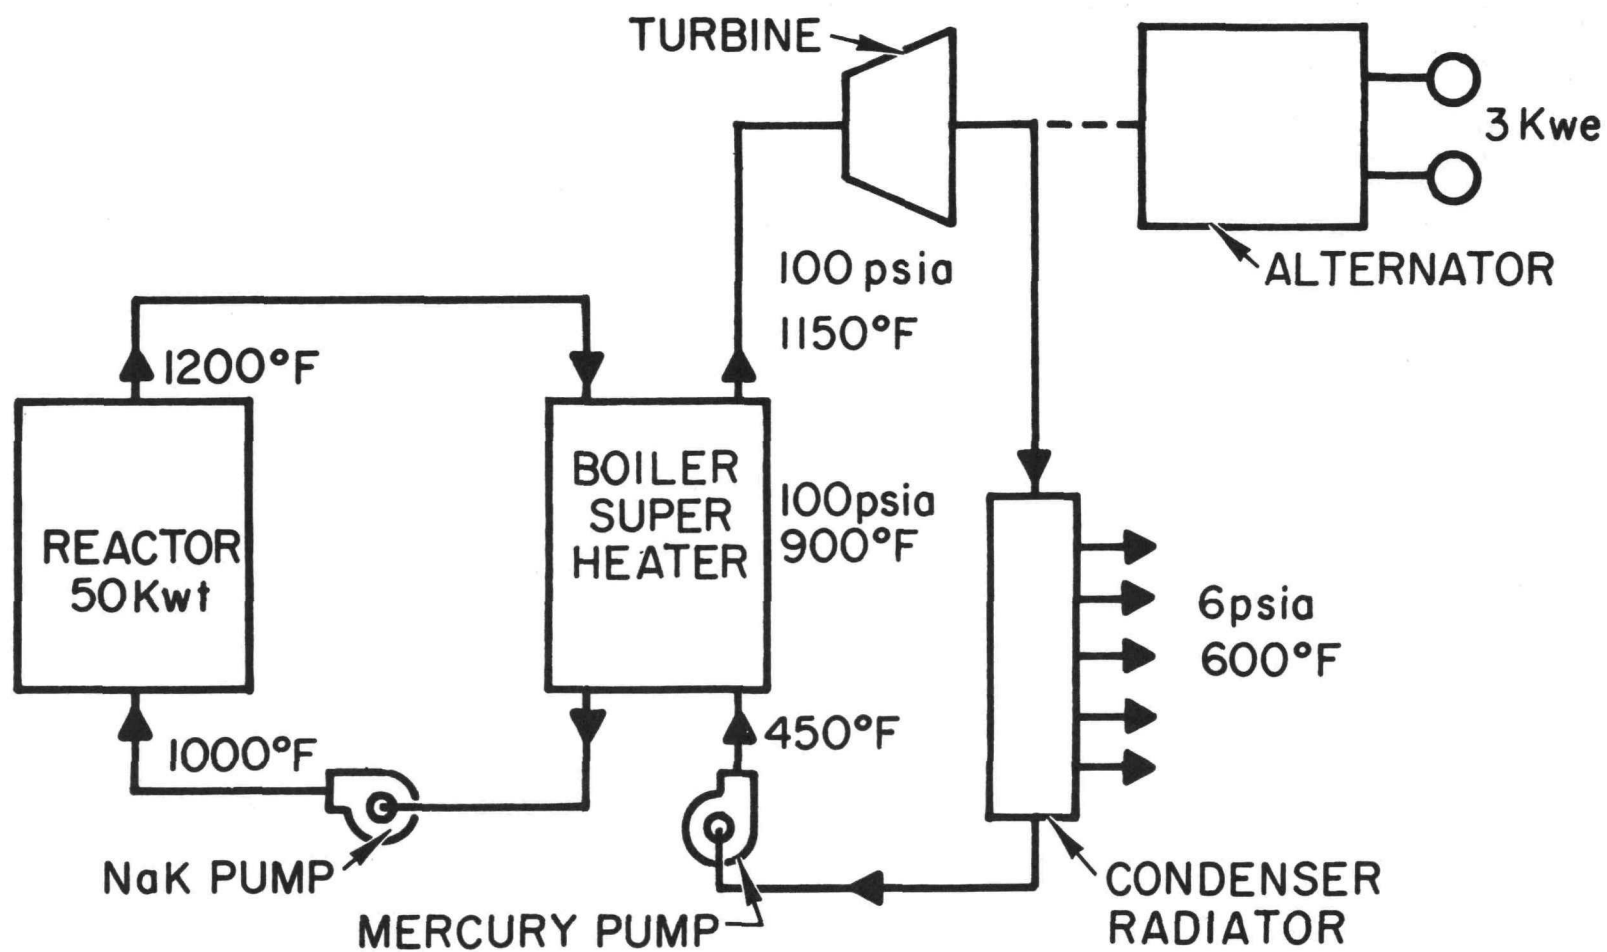 TURBINE
3 Kwe
ALTERNATOR
100 psia
1150°F
1200°F
BOILER
SUPER
HEATER
100psia
900°F
REACTOR
50Kwt
6psia
600°F
1000°F
450°F
NaK PUMP
MERCURY PUMP
CONDENSER
RADIATOR